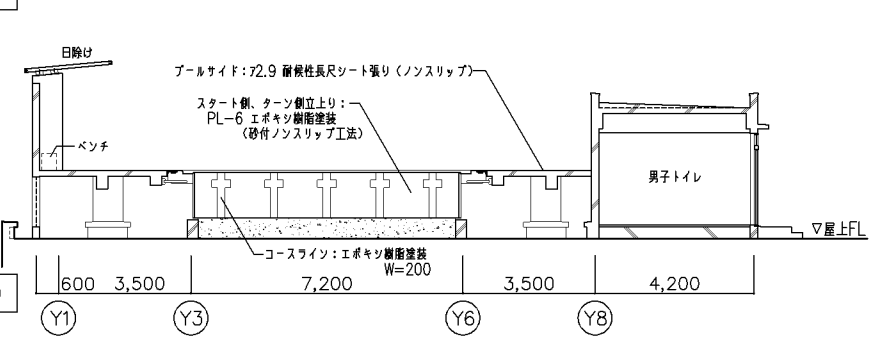 日除け
プールサイド：ｱ2.9 耐候性長尺シート張り（ノンスリップ）
スタート側、ターン側立上り：
PL-6 エポキシ樹脂塗装
（砂付ノンスリップ工法）
ベンチ
男子トイレ
▽屋上FL
コースライン：エポキシ樹脂塗装
W=200
600 3,500 7,200 3,500 4,200
Y1 Y3 Y6 Y8